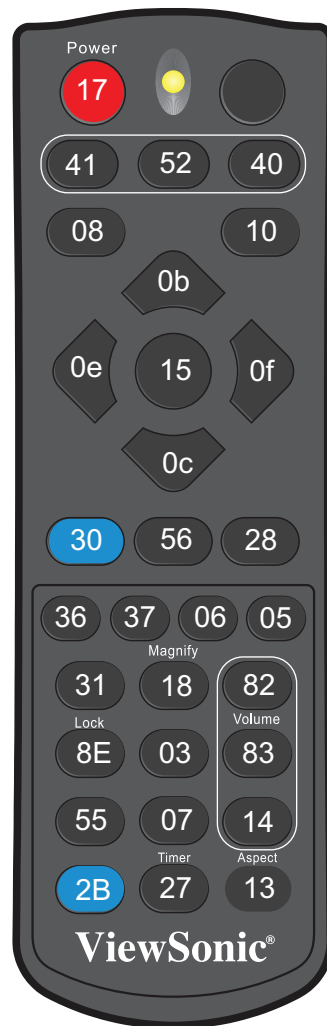 Power
17
41 52 40
08 10
0b
0e 15 0f
0c
30 56 28
36 37 06 05
Magnify
31 18 82
Lock Volume
8E 03 83
55 07 14
Timer Aspect
2B 27 13
ViewSonic®